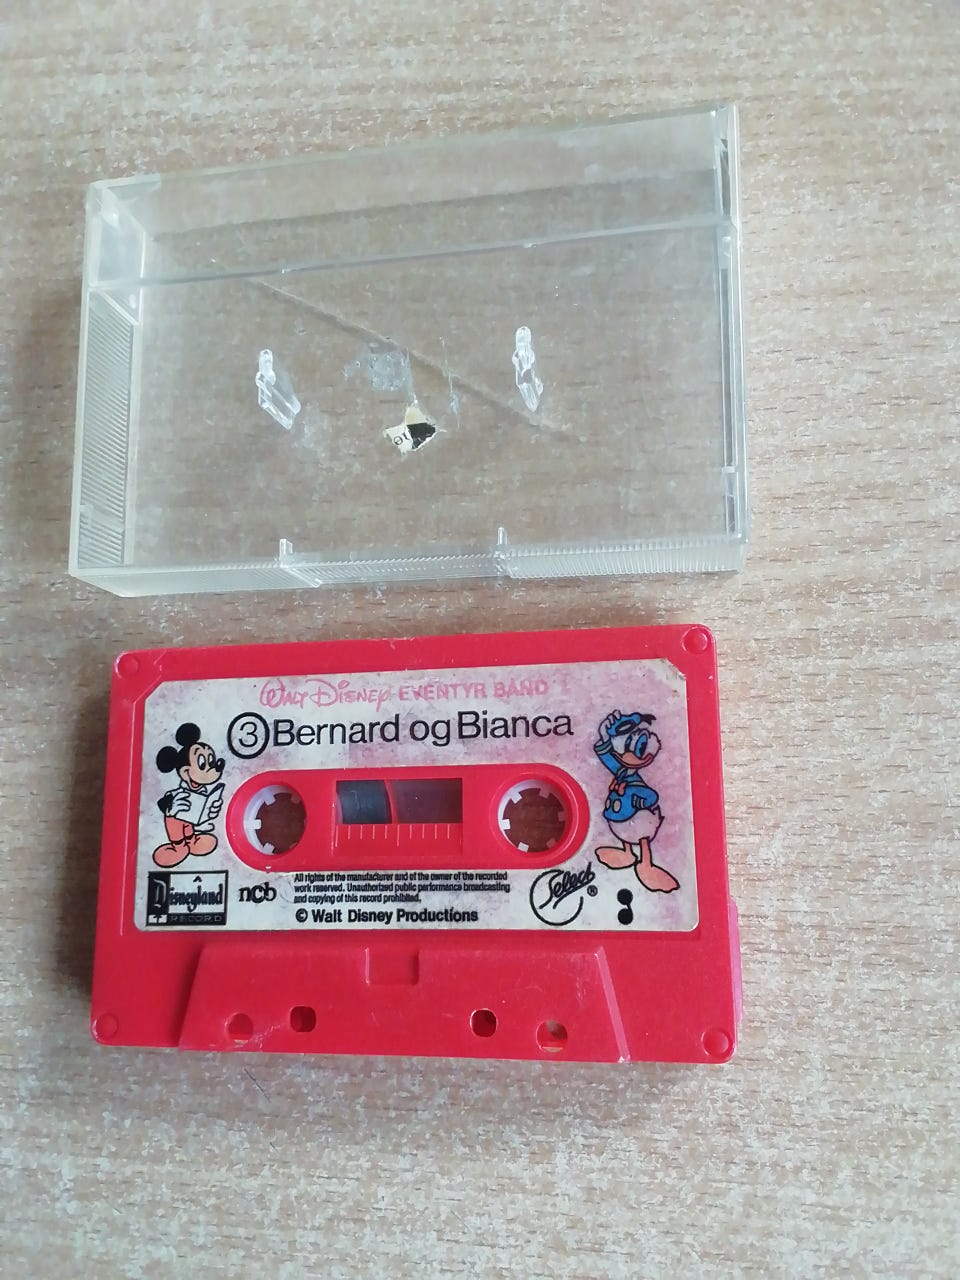 Walt Disney EVENTYR BAND 1
3 Bernard og Bianca
A
Disneyland
RECORD
ncb
All rights of the manufacturer and of the owner of the recorded
work reserved. Unauthorized public performance broadcasting
and copying of this record prohibited.
© Walt Disney Productions
Select ®